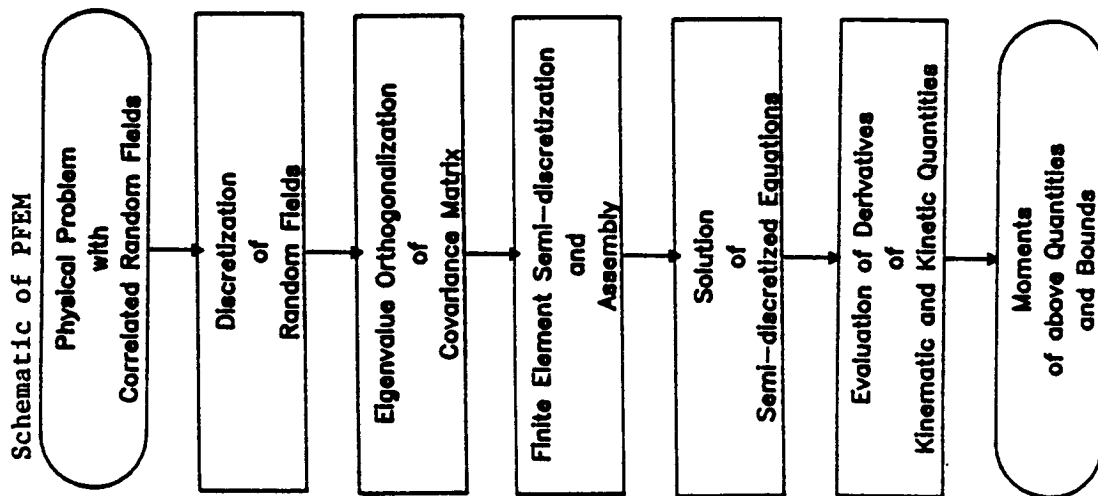 Schematic of PFEM
Physical Problem
with
Correlated Random Fields
Discretization
of
Random Fields
Eigenvalue Orthogonalization
of
Covariance Matrix
Finite Element Semi-discretization
and
Assembly
Solution
of
Semi-discretized Equations
Evaluation of Derivatives
of
Kinematic and Kinetic Quantities
Moments
of above Quantities
and Bounds